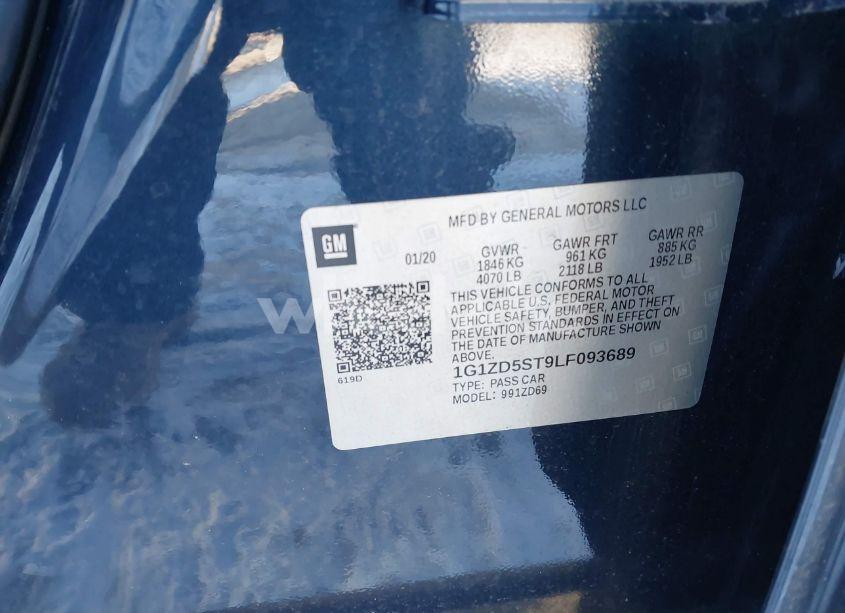 MFD BY GENERAL MOTORS LLC
GM
01/20
GVWR GAWR FRT GAWR RR
1846 KG 961 KG 885 KG
4070 LB 2118 LB 1952 LB
THIS VEHICLE CONFORMS TO ALL
APPLICABLE U.S. FEDERAL MOTOR
VEHICLE SAFETY, BUMPER, AND THEFT
PREVENTION STANDARDS IN EFFECT ON
THE DATE OF MANUFACTURE SHOWN
ABOVE.
1G1ZD5ST9LF093689
TYPE: PASS CAR
MODEL: 991ZD69
619D